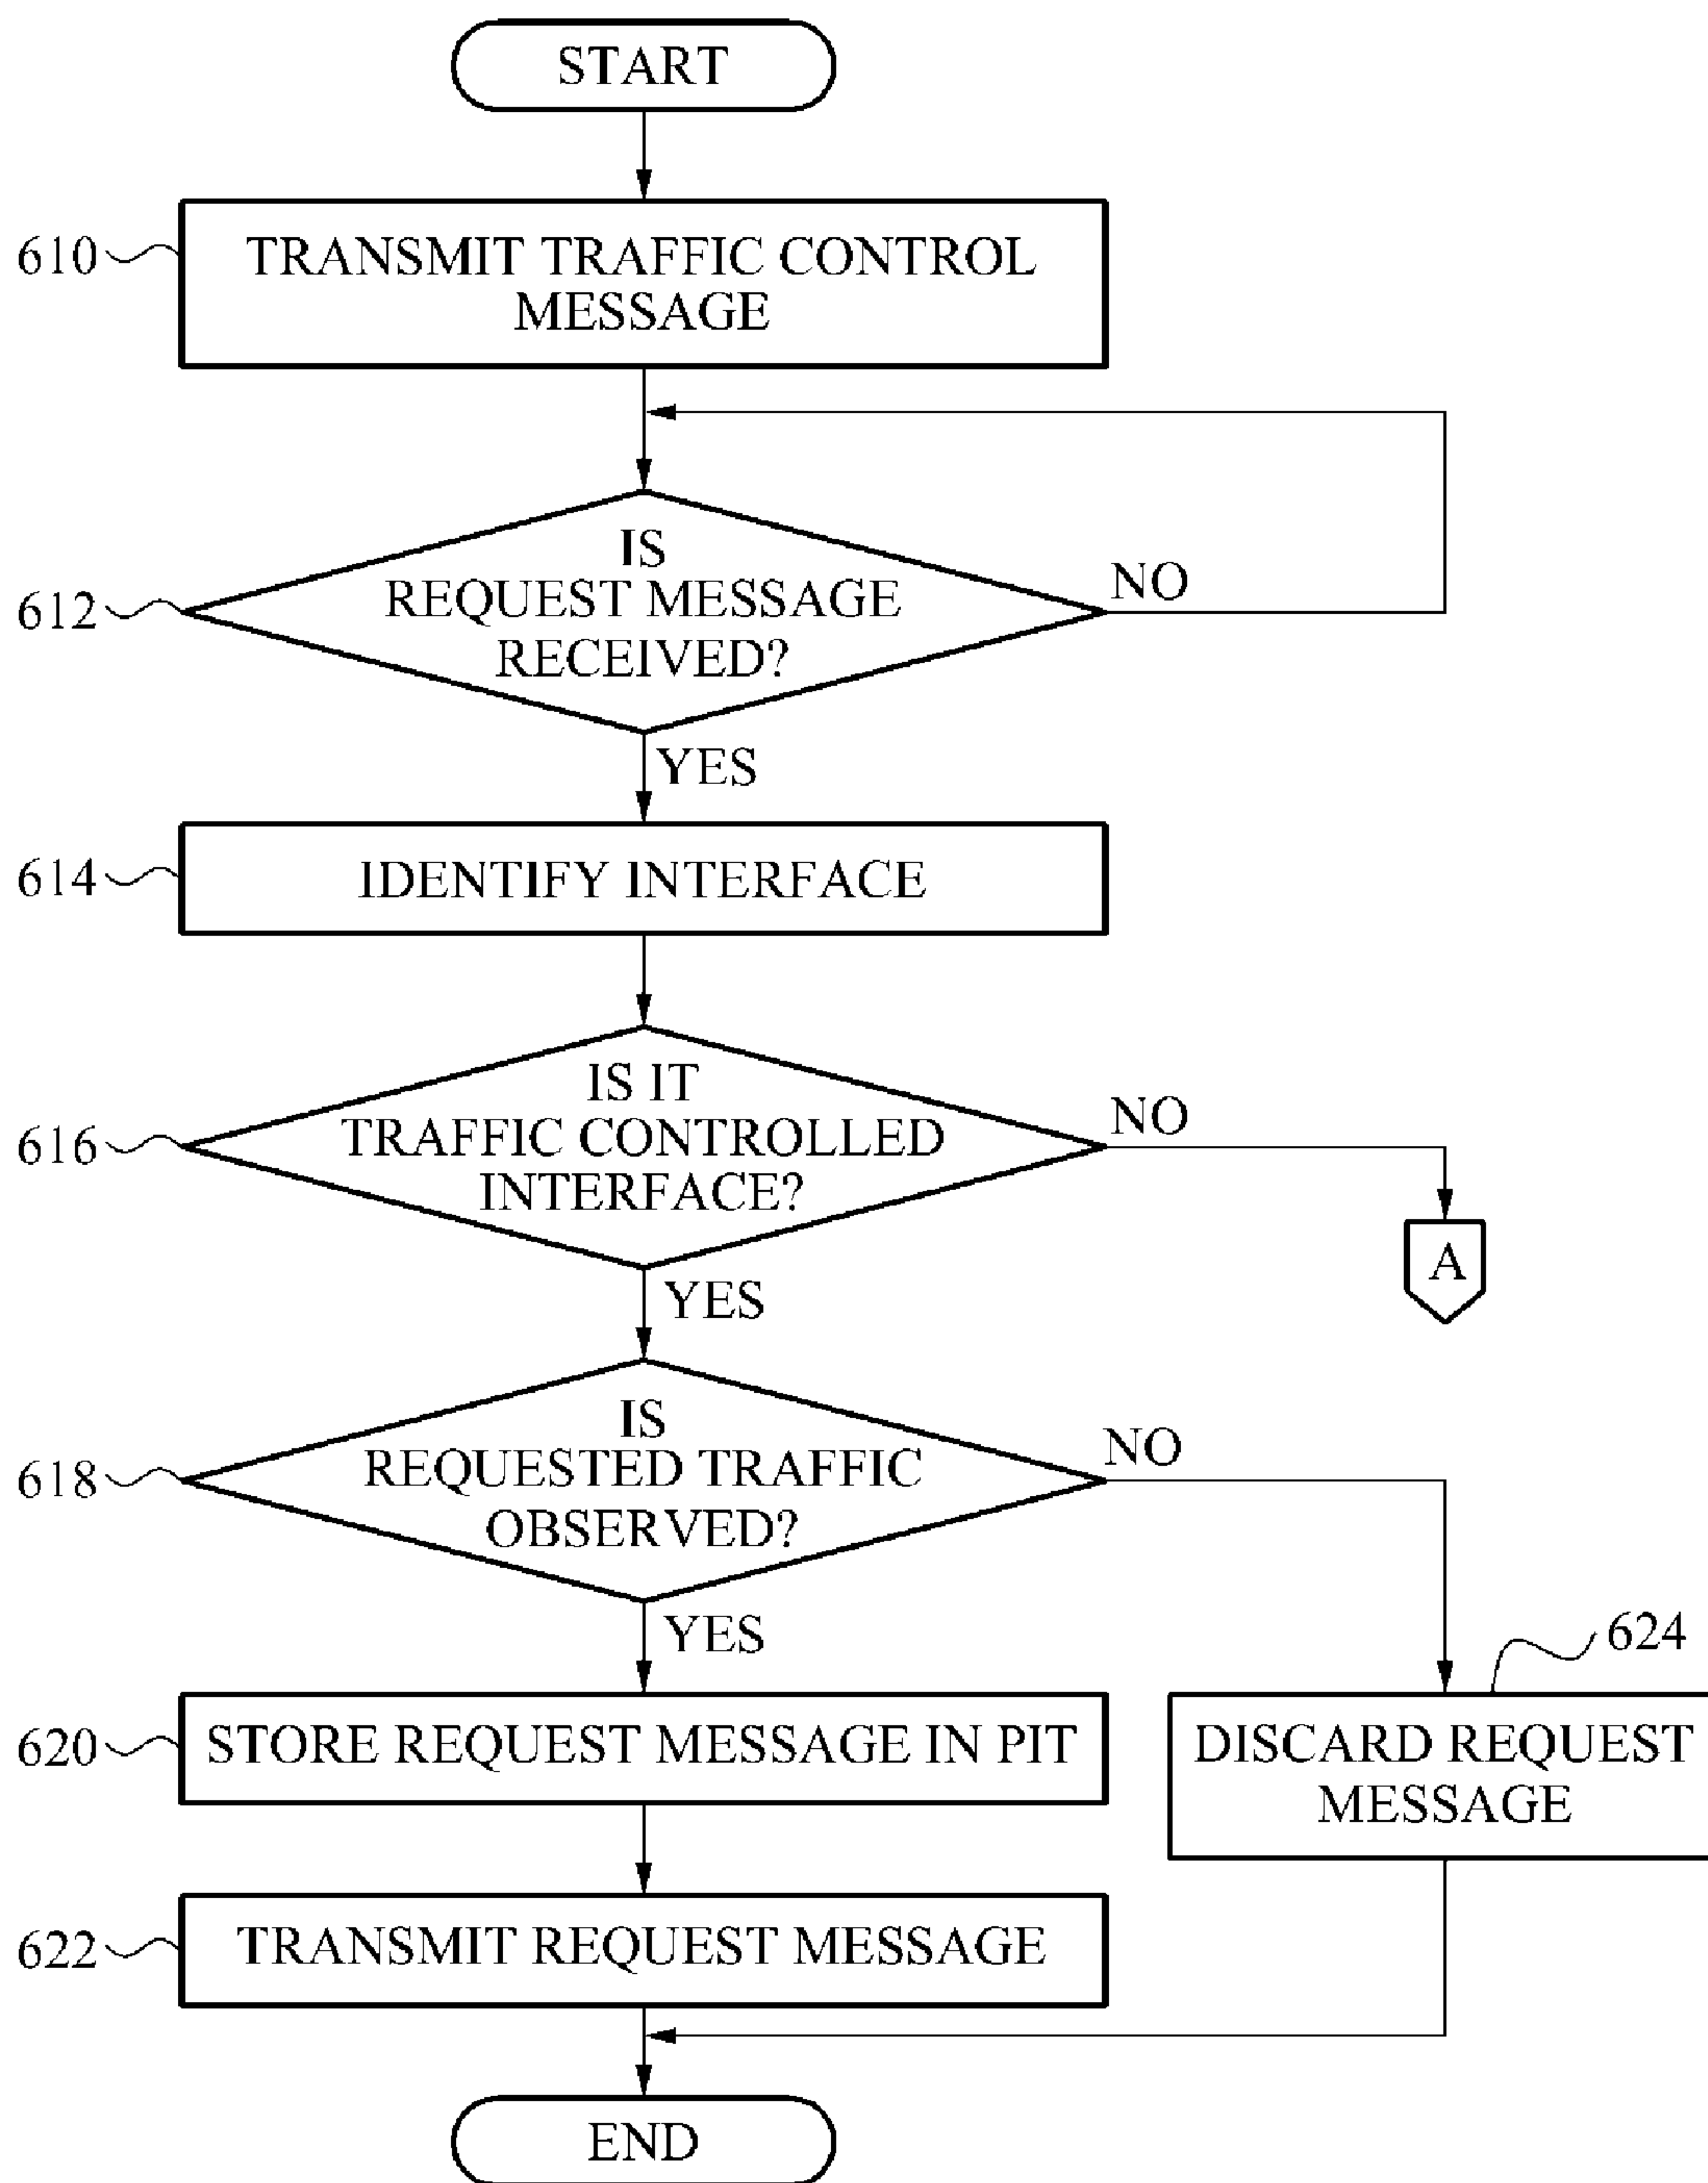 START
610
TRANSMIT TRAFFIC CONTROL
MESSAGE
612
IS
REQUEST MESSAGE
RECEIVED?
NO
YES
614
IDENTIFY INTERFACE
616
IS IT
TRAFFIC CONTROLLED
INTERFACE?
NO
A
YES
618
IS
REQUESTED TRAFFIC
OBSERVED?
NO
YES
624
620
STORE REQUEST MESSAGE IN PIT
DISCARD REQUEST
MESSAGE
622
TRANSMIT REQUEST MESSAGE
END